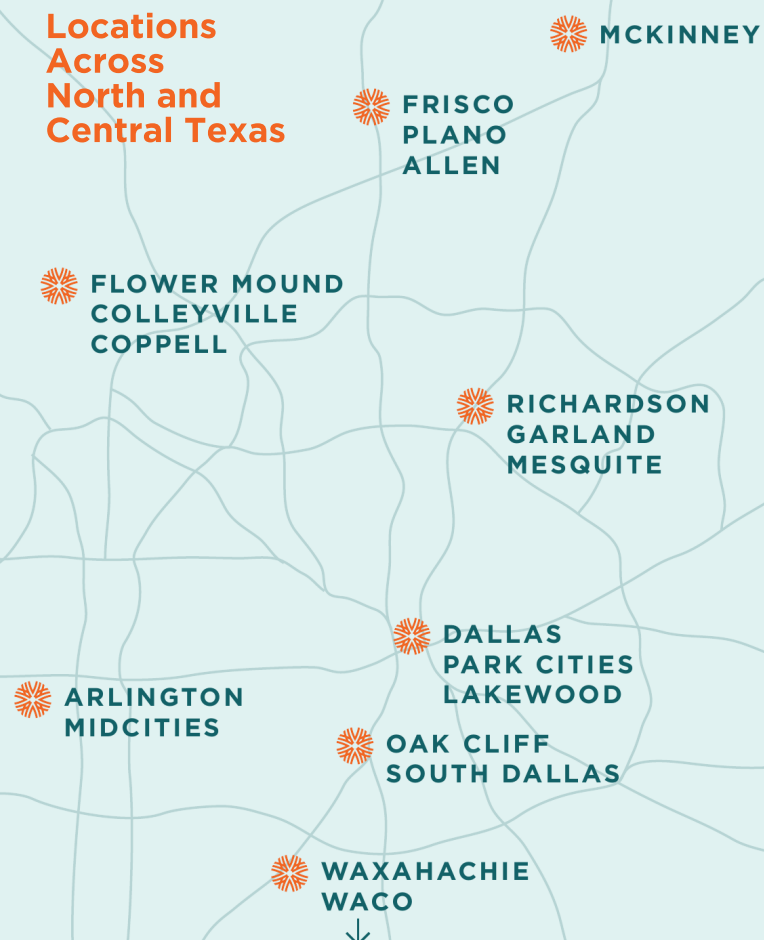 Locations
Across
North and
Central Texas
MCKINNEY
FRISCO
PLANO
ALLEN
FLOWER MOUND
COLLEYVILLE
COPPELL
RICHARDSON
GARLAND
MESQUITE
DALLAS
PARK CITIES
LAKEWOOD
ARLINGTON
MIDCITIES
OAK CLIFF
SOUTH DALLAS
WAXAHACHIE
WACO